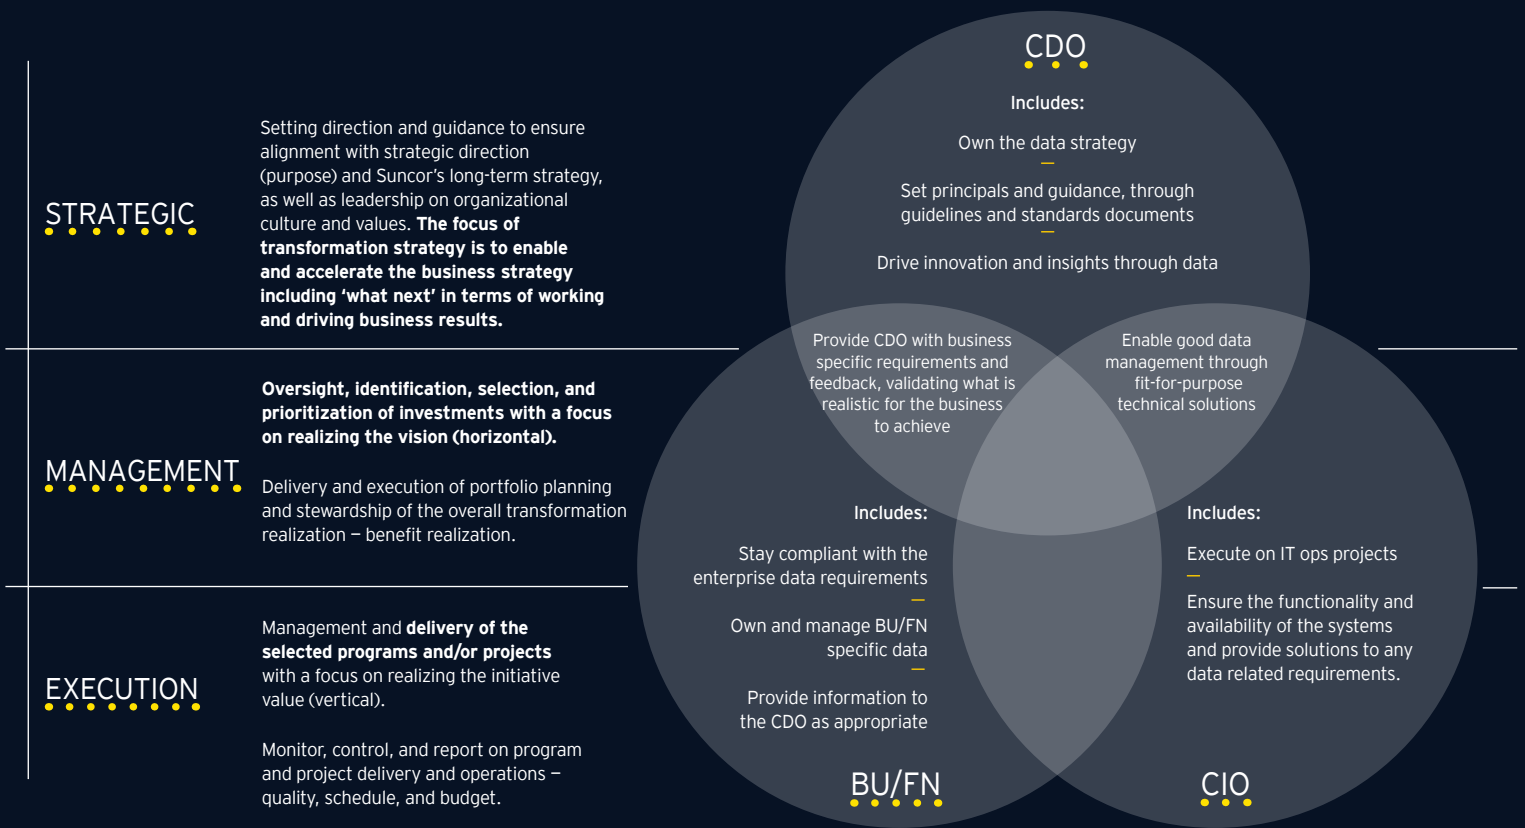 STRATEGIC
Setting direction and guidance to ensure
alignment with strategic direction
(purpose) and Suncor’s long-term strategy,
as well as leadership on organizational
culture and values. The focus of
transformation strategy is to enable
and accelerate the business strategy
including ‘what next’ in terms of working
and driving business results.
MANAGEMENT
Oversight, identification, selection, and
prioritization of investments with a focus
on realizing the vision (horizontal).
Delivery and execution of portfolio planning
and stewardship of the overall transformation
realization – benefit realization.
EXECUTION
Management and delivery of the
selected programs and/or projects
with a focus on realizing the initiative
value (vertical).
Monitor, control, and report on program
and project delivery and operations –
quality, schedule, and budget.
CDO
Includes:
Own the data strategy
Set principals and guidance, through
guidelines and standards documents
Drive innovation and insights through data
Provide CDO with business
specific requirements and
feedback, validating what is
realistic for the business
to achieve
Enable good data
management through
fit-for-purpose
technical solutions
Includes:
Stay compliant with the
enterprise data requirements
Own and manage BU/FN
specific data
Provide information to
the CDO as appropriate
BU/FN
Includes:
Execute on IT ops projects
Ensure the functionality and
availability of the systems
and provide solutions to any
data related requirements.
CIO